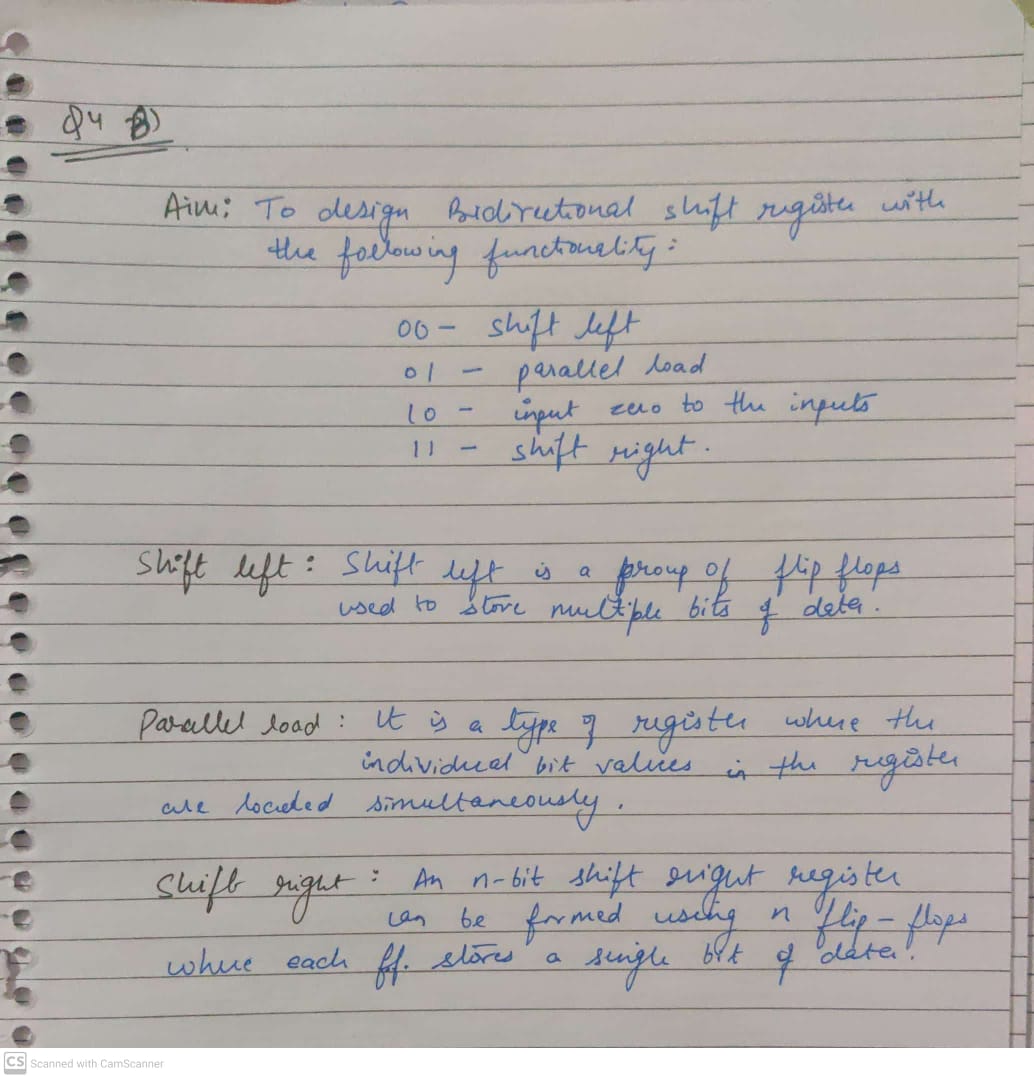 Q4 B)
Aim: To design Bidirectional shift register with
the following functionality:
00 - shift left
01 - parallel load
10 - input zero to the inputs
11 - shift right.
Shift left: Shift left is a group of flip flops
used to store multiple bits of data.
Parallel load: It is a type of register where the
individual bit values in the register
are loaded simultaneously.
Shift right: An n-bit shift right register
can be formed using n flip-flops
where each ff. stores a single bit of data.
CS Scanned with CamScanner